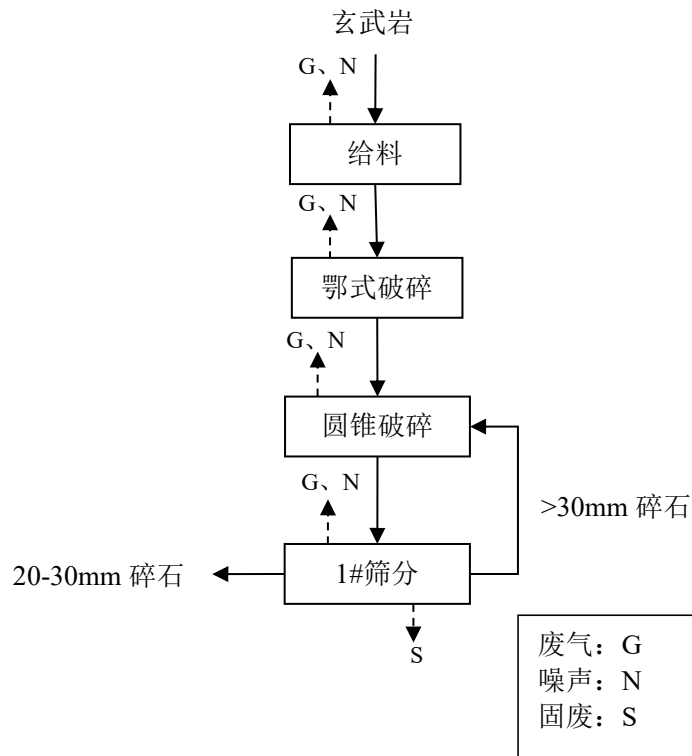 玄武岩
G、N
给料
G、N
鄂式破碎
G、N
圆锥破碎
G、N
>30mm 碎石
20-30mm 碎石
1#筛分
S
废气：G
噪声：N
固废：S